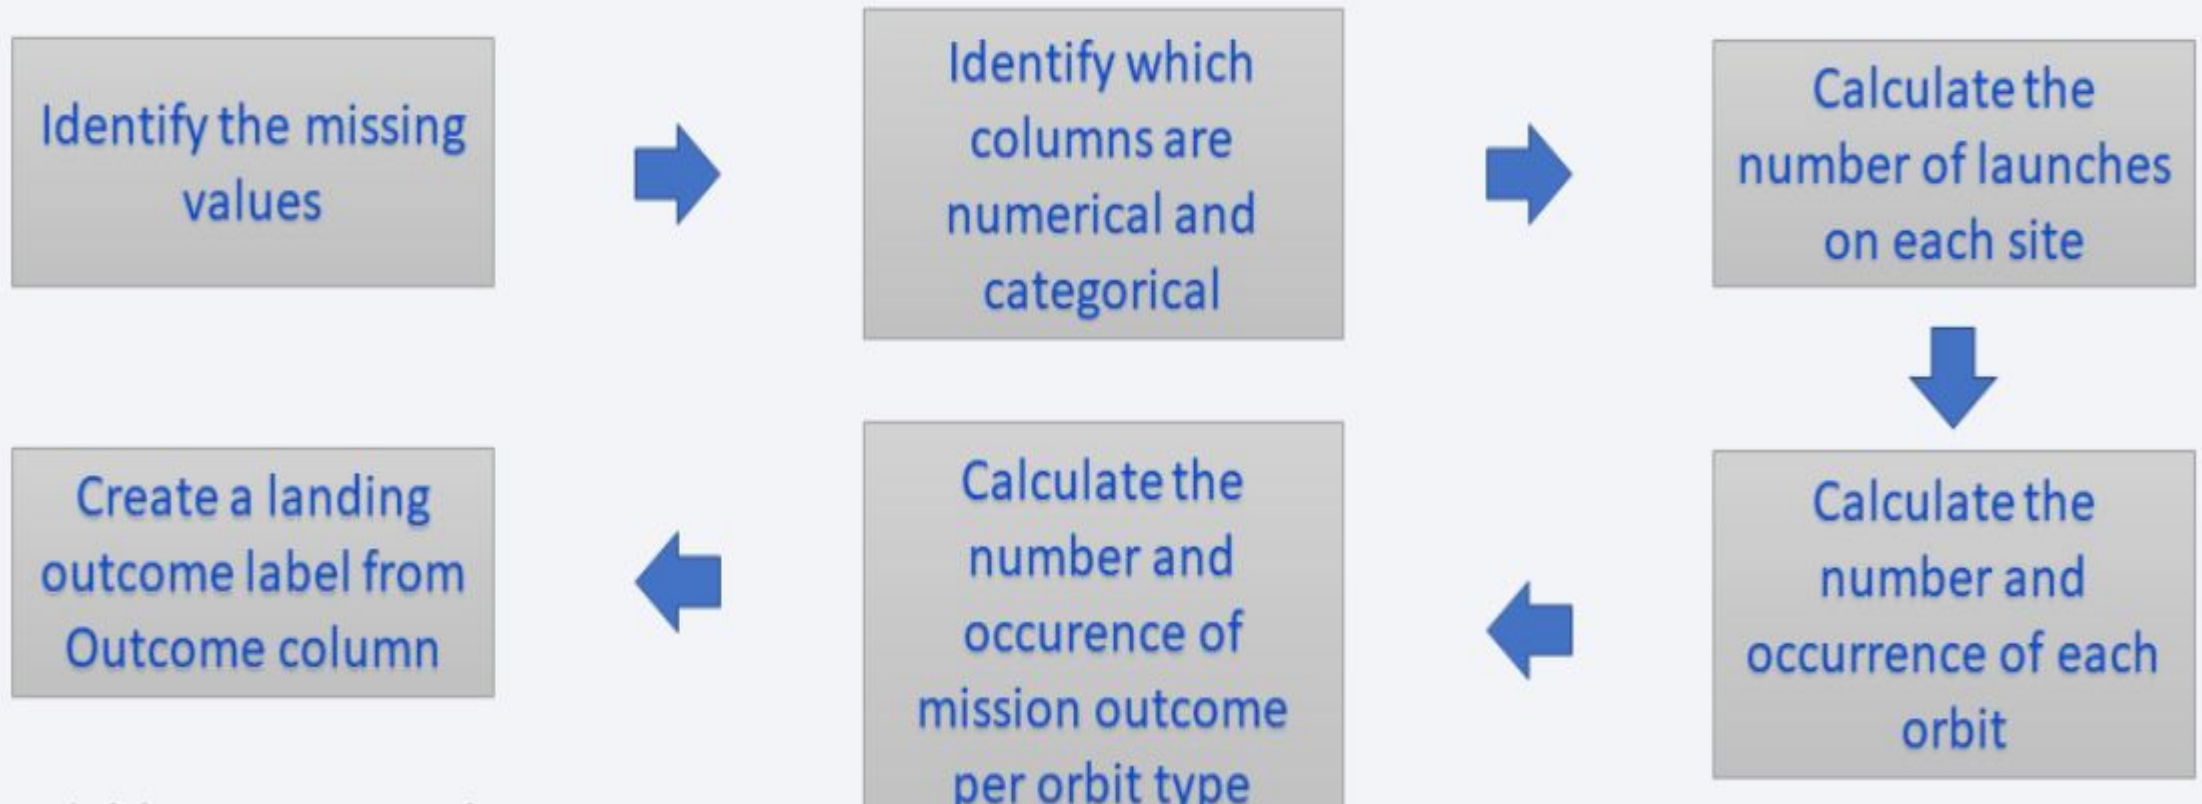 Identify the missing
values
Identify which
columns are
numerical and
categorical
Calculate the
number of launches
on each site
Calculate the
number and
occurrence of each
orbit
Calculate the
number and
occurence of
mission outcome
per orbit type
Create a landing
outcome label from
Outcome column